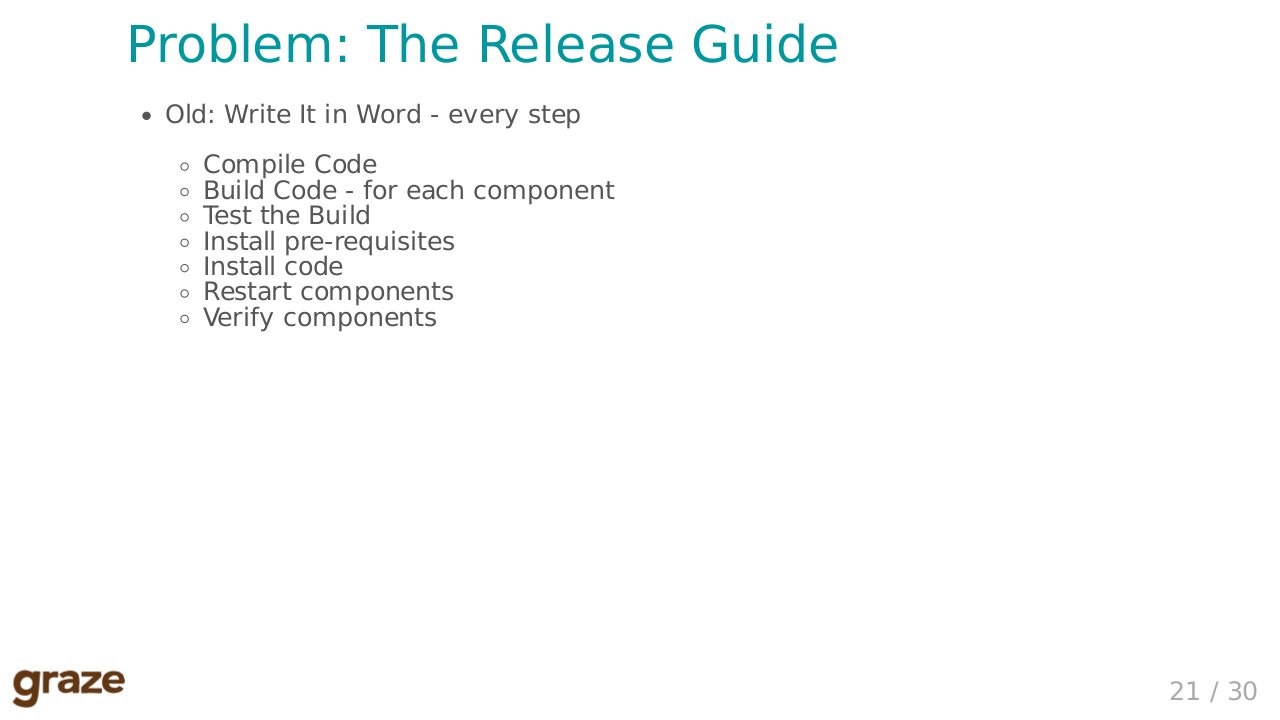 Problem: The Release Guide
Old: Write It in Word - every step
Compile Code
Build Code - for each component
Test the Build
Install pre-requisites
Install code
Restart components
Verify components
graze
21 / 30